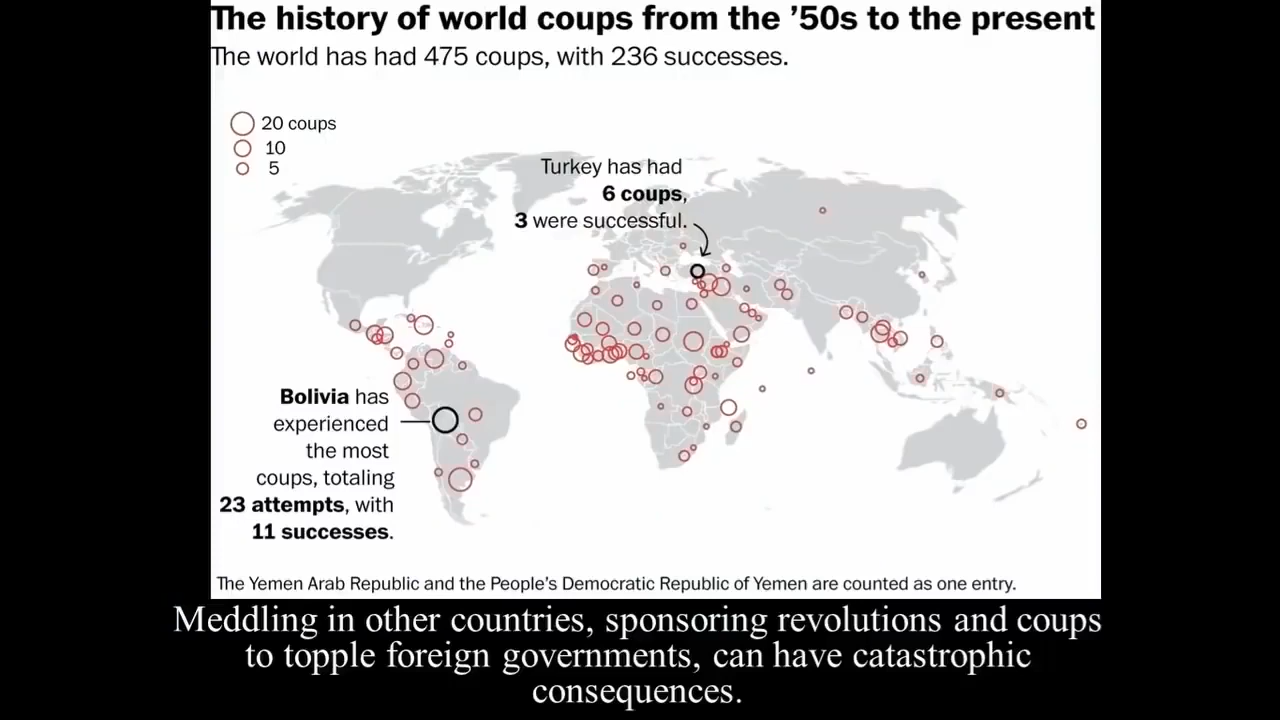 The history of world coups from the ’50s to the present
The world has had 475 coups, with 236 successes.
20 coups
10
5
Turkey has had
6 coups,
3 were successful.
Bolivia has
experienced
the most
coups, totaling
23 attempts, with
11 successes.
The Yemen Arab Republic and the People’s Democratic Republic of Yemen are counted as one entry.
Meddling in other countries, sponsoring revolutions and coups
to topple foreign governments, can have catastrophic
consequences.